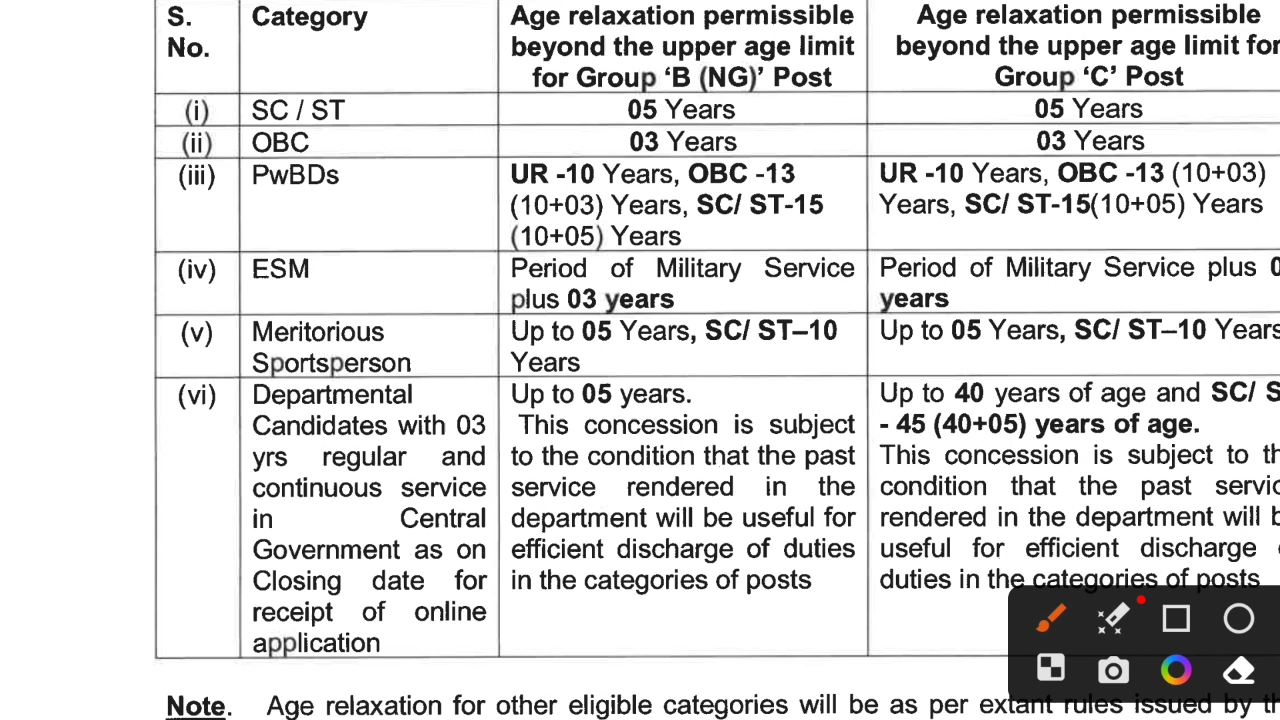 S. No.
Category
Age relaxation permissible beyond the upper age limit for Group ‘B (NG)’ Post
Age relaxation permissible beyond the upper age limit for Group ‘C’ Post
(i)
SC / ST
05 Years
05 Years
(ii)
OBC
03 Years
03 Years
(iii)
PwBDs
UR -10 Years, OBC -13
(10+03) Years, SC/ ST-15
(10+05) Years
UR -10 Years, OBC -13 (10+03)
Years, SC/ ST-15(10+05) Years
(iv)
ESM
Period of Military Service
plus 03 years
Period of Military Service plus
years
(v)
Meritorious
Sportsperson
Up to 05 Years, SC/ ST–10
Years
Up to 05 Years, SC/ ST–10 Years
(vi)
Departmental
Candidates with 03
yrs regular and
continuous service
in Central
Government as on
Closing date for
receipt of online
application
Up to 05 years.
This concession is subject
to the condition that the past
service rendered in the
department will be useful for
efficient discharge of duties
in the categories of posts
Up to 40 years of age and SC/
- 45 (40+05) years of age.
This concession is subject to
condition that the past
rendered in the department will
useful for efficient discharge
duties in the categories of posts
Note. Age relaxation for other eligible categories will be as per extant rules issued by